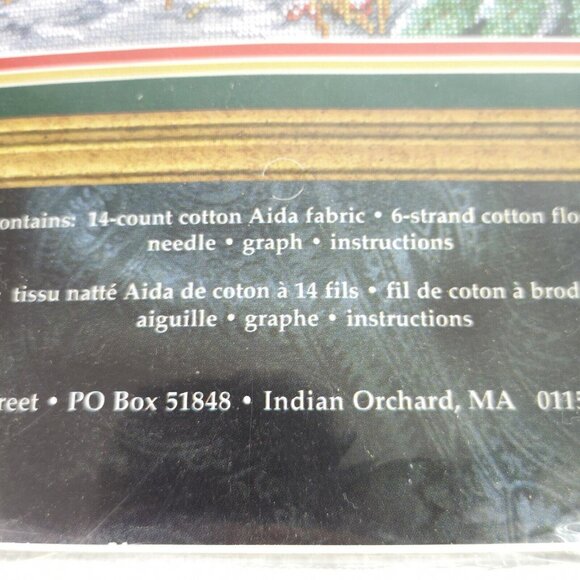 ontains: 14-count cotton Aida fabric • 6-strand cotton flo
needle • graph • instructions
tissu natté Aida de coton à 14 fils • fil de coton à brod
aiguille • graphe • instructions
reet • PO Box 51848 • Indian Orchard, MA 0115